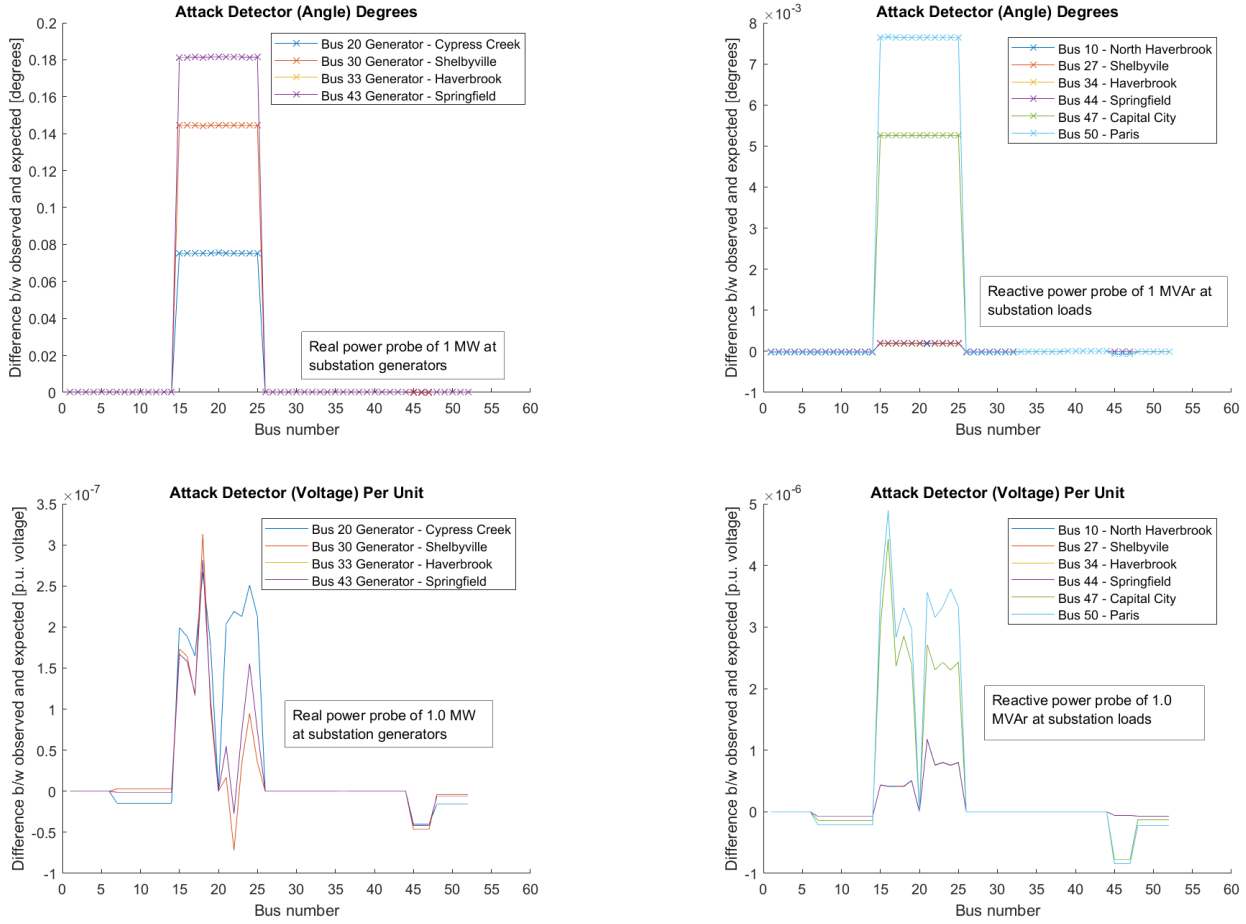 Attack Detector (Angle) Degrees
Difference b/w observed and expected [degrees]
0.2
0.18
0.16
0.14
0.12
0.1
0.08
0.06
0.04
0.02
0
Bus 20 Generator - Cypress Creek
Bus 30 Generator - Shelbyville
Bus 33 Generator - Haverbrook
Bus 43 Generator - Springfield
Real power probe of 1 MW at
substation generators
0 5 10 15 20 25 30 35 40 45 50 55 60
Bus number
Attack Detector (Angle) Degrees
×10-3
Difference b/w observed and expected [degrees]
8
7
6
5
4
3
2
1
0
-1
Bus 10 - North Haverbrook
Bus 27 - Shelbyville
Bus 34 - Haverbrook
Bus 44 - Springfield
Bus 47 - Capital City
Bus 50 - Paris
Reactive power probe of 1 MVAr at
substation loads
0 5 10 15 20 25 30 35 40 45 50 55 60
Bus number
Attack Detector (Voltage) Per Unit
×10-7
Difference b/w observed and expected [p.u. voltage]
3.5
3
2.5
2
1.5
1
0.5
0
-0.5
-1
Bus 20 Generator - Cypress Creek
Bus 30 Generator - Shelbyville
Bus 33 Generator - Haverbrook
Bus 43 Generator - Springfield
Real power probe of 1.0 MW
at substation generators
0 5 10 15 20 25 30 35 40 45 50 55 60
Bus number
Attack Detector (Voltage) Per Unit
×10-6
Difference b/w observed and expected [p.u. voltage]
5
4
3
2
1
0
-1
Bus 10 - North Haverbrook
Bus 27 - Shelbyville
Bus 34 - Haverbrook
Bus 44 - Springfield
Bus 47 - Capital City
Bus 50 - Paris
Reactive power probe of 1.0
MVAr at substation loads
0 5 10 15 20 25 30 35 40 45 50 55 60
Bus number